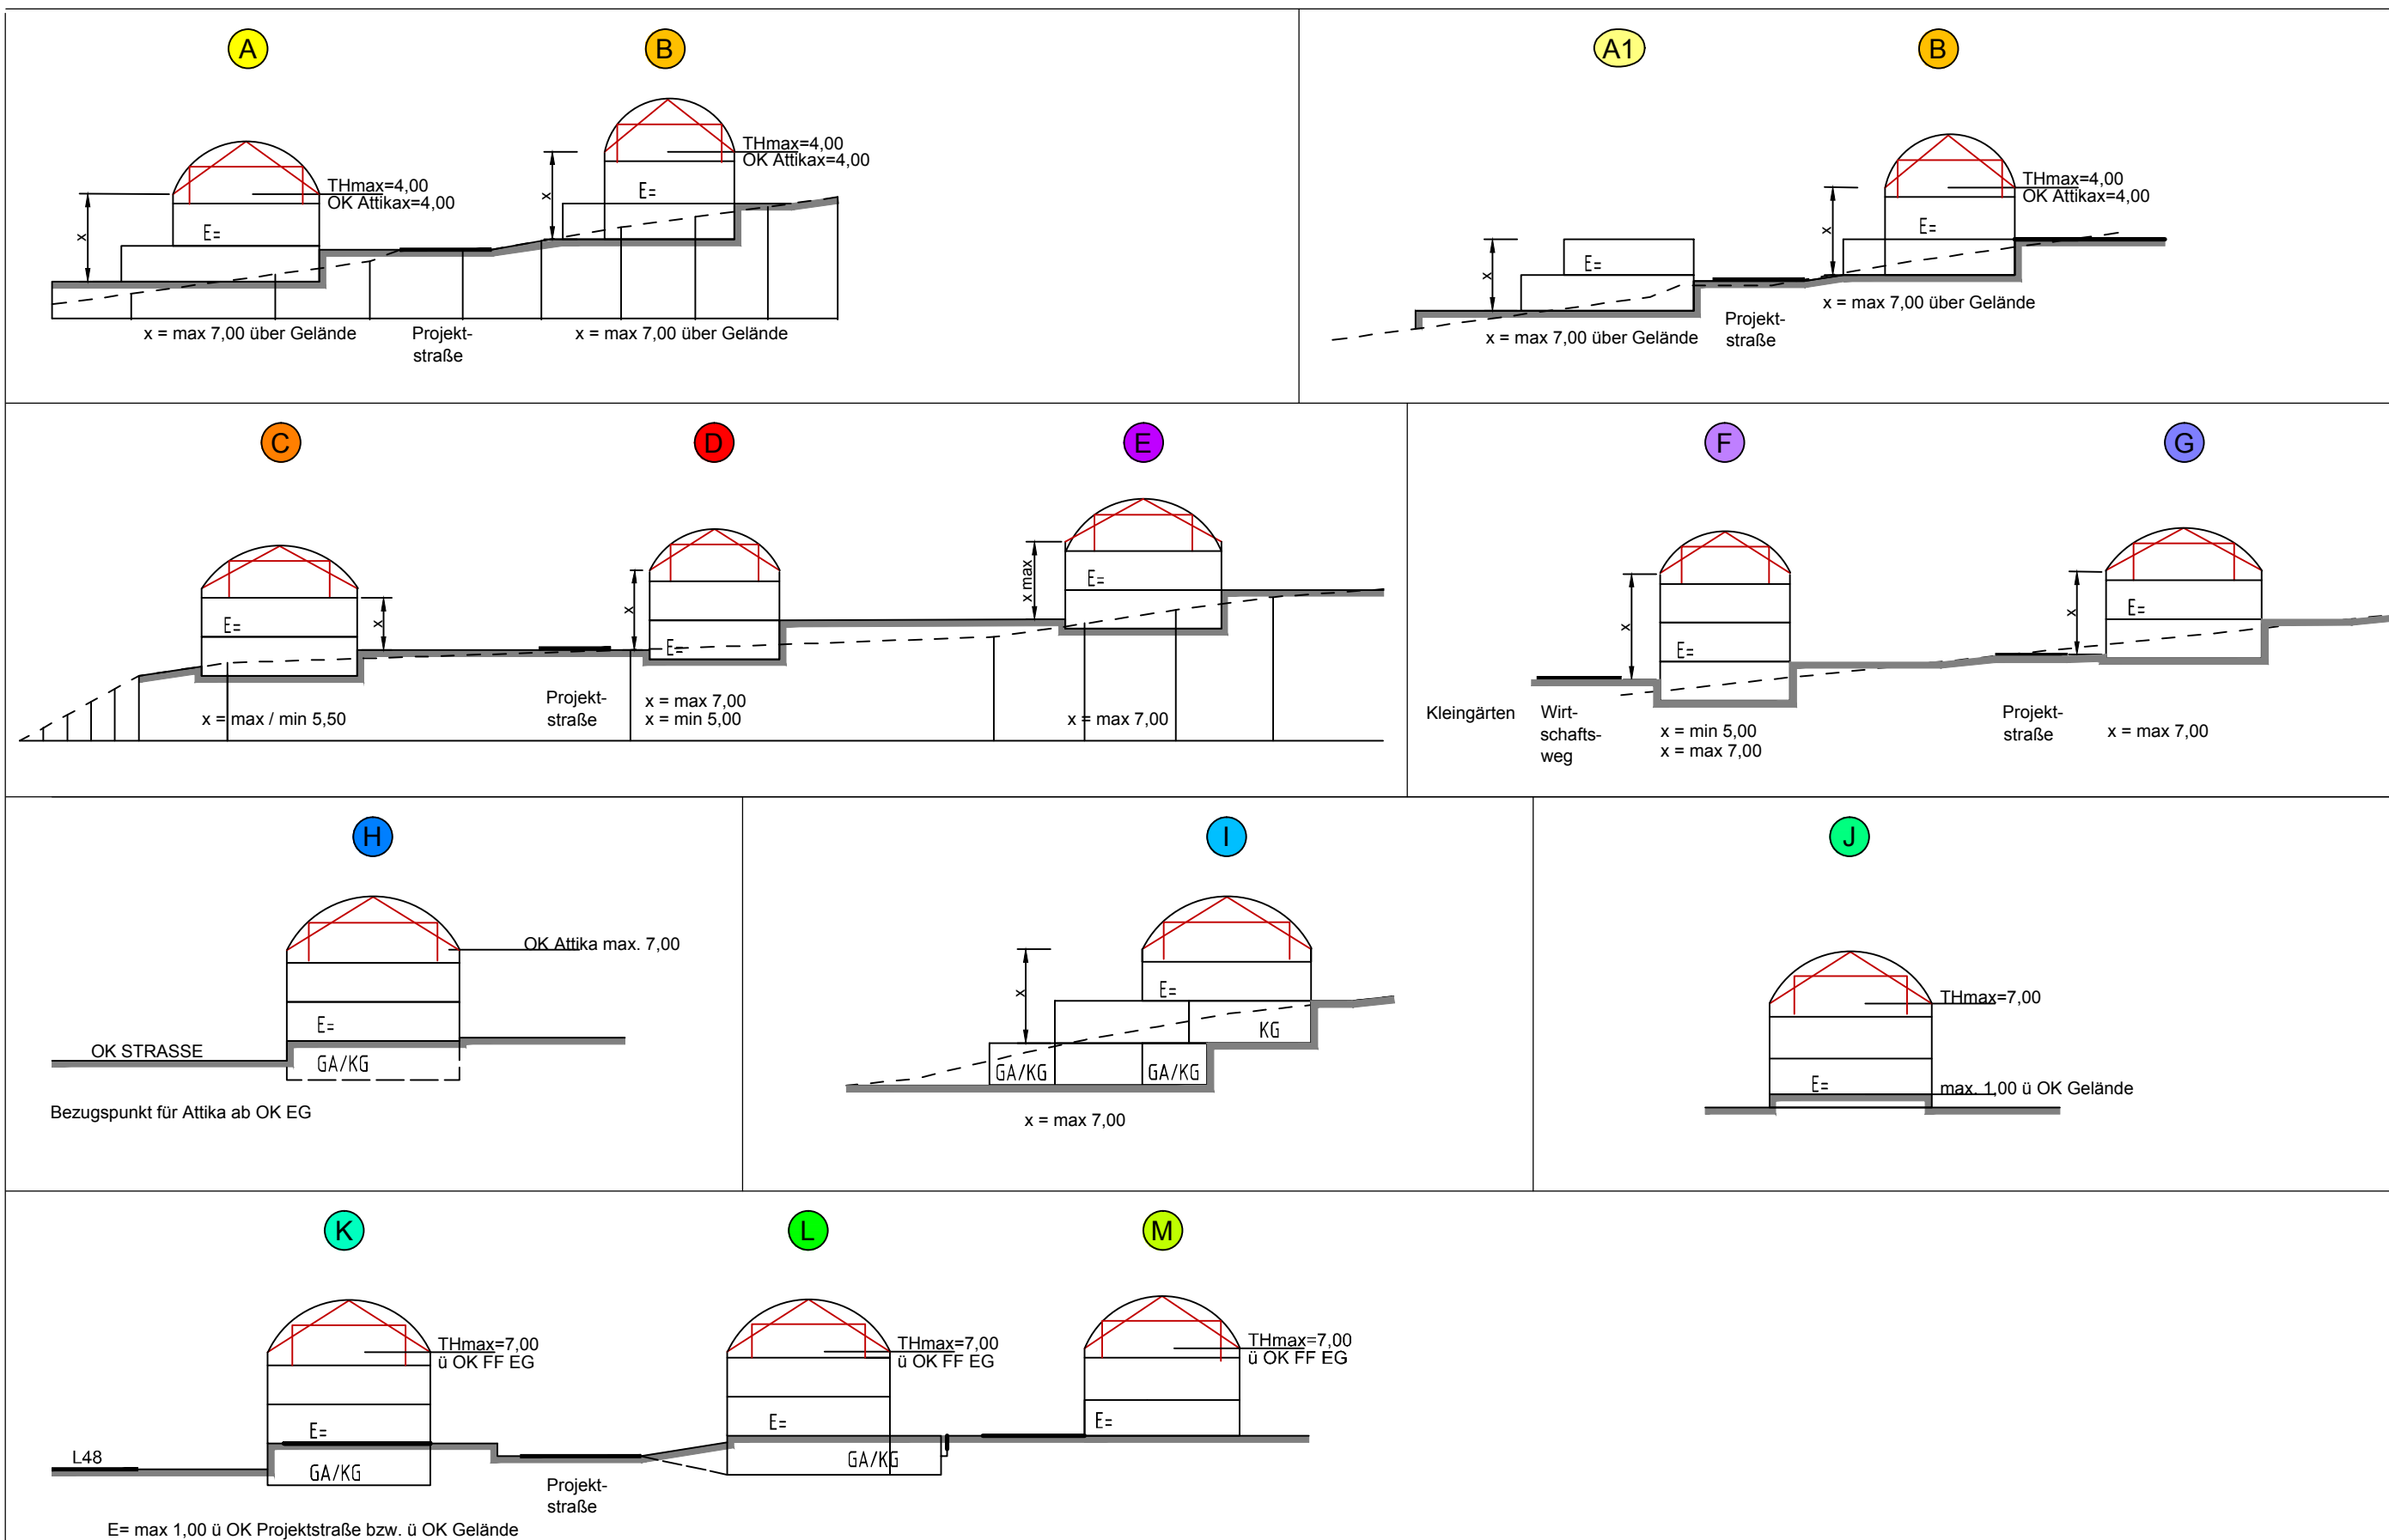 A
B
THmax=4,00
OK Attikax=4,00
E=
x
THmax=4,00
OK Attikax=4,00
E=
x
x = max 7,00 über Gelände
Projekt-
straße
x = max 7,00 über Gelände
A1
B
THmax=4,00
OK Attikax=4,00
E=
x
E=
x
x = max 7,00 über Gelände
Projekt-
straße
x = max 7,00 über Gelände
C
D
E
E=
x
x = max / min 5,50
Projekt-
straße
E=
x
x = max 7,00
x = min 5,00
E=
x max
x = max 7,00
F
G
Kleingärten
Wirt-
schafts-
weg
E=
x
x = min 5,00
x = max 7,00
Projekt-
straße
E=
x
x = max 7,00
H
OK Attika max. 7,00
E=
OK STRASSE
GA/KG
Bezugspunkt für Attika ab OK EG
I
E=
x
KG
GA/KG
GA/KG
x = max 7,00
J
THmax=7,00
E=
max. 1,00 ü OK Gelände
K
L
M
THmax=7,00
ü OK FF EG
E=
L48
GA/KG
Projekt-
straße
THmax=7,00
ü OK FF EG
E=
GA/KG
THmax=7,00
ü OK FF EG
E=
E= max 1,00 ü OK Projektstraße bzw. ü OK Gelände